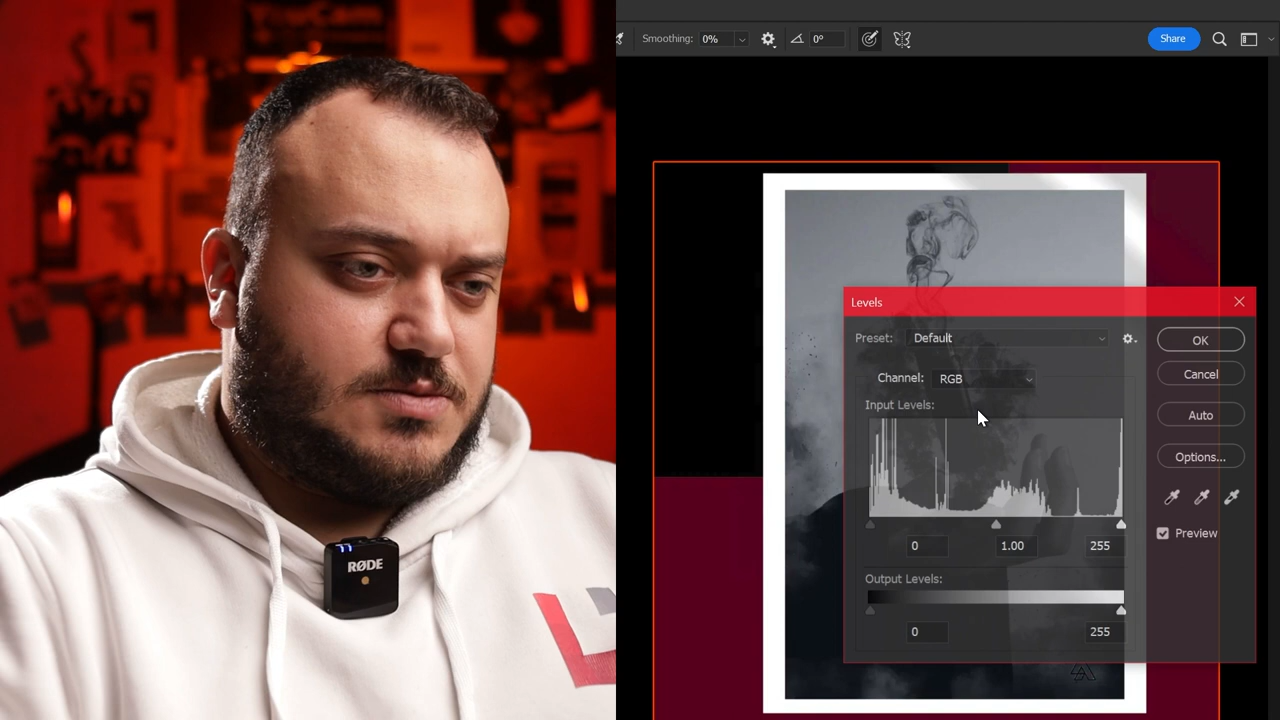 YouCam
RØDE
Smoothing: 0%
0°
Share
Levels
Preset: Default
Channel: RGB
Input Levels:
0 1.00 255
Output Levels:
0 255
OK
Cancel
Auto
Options...
Preview